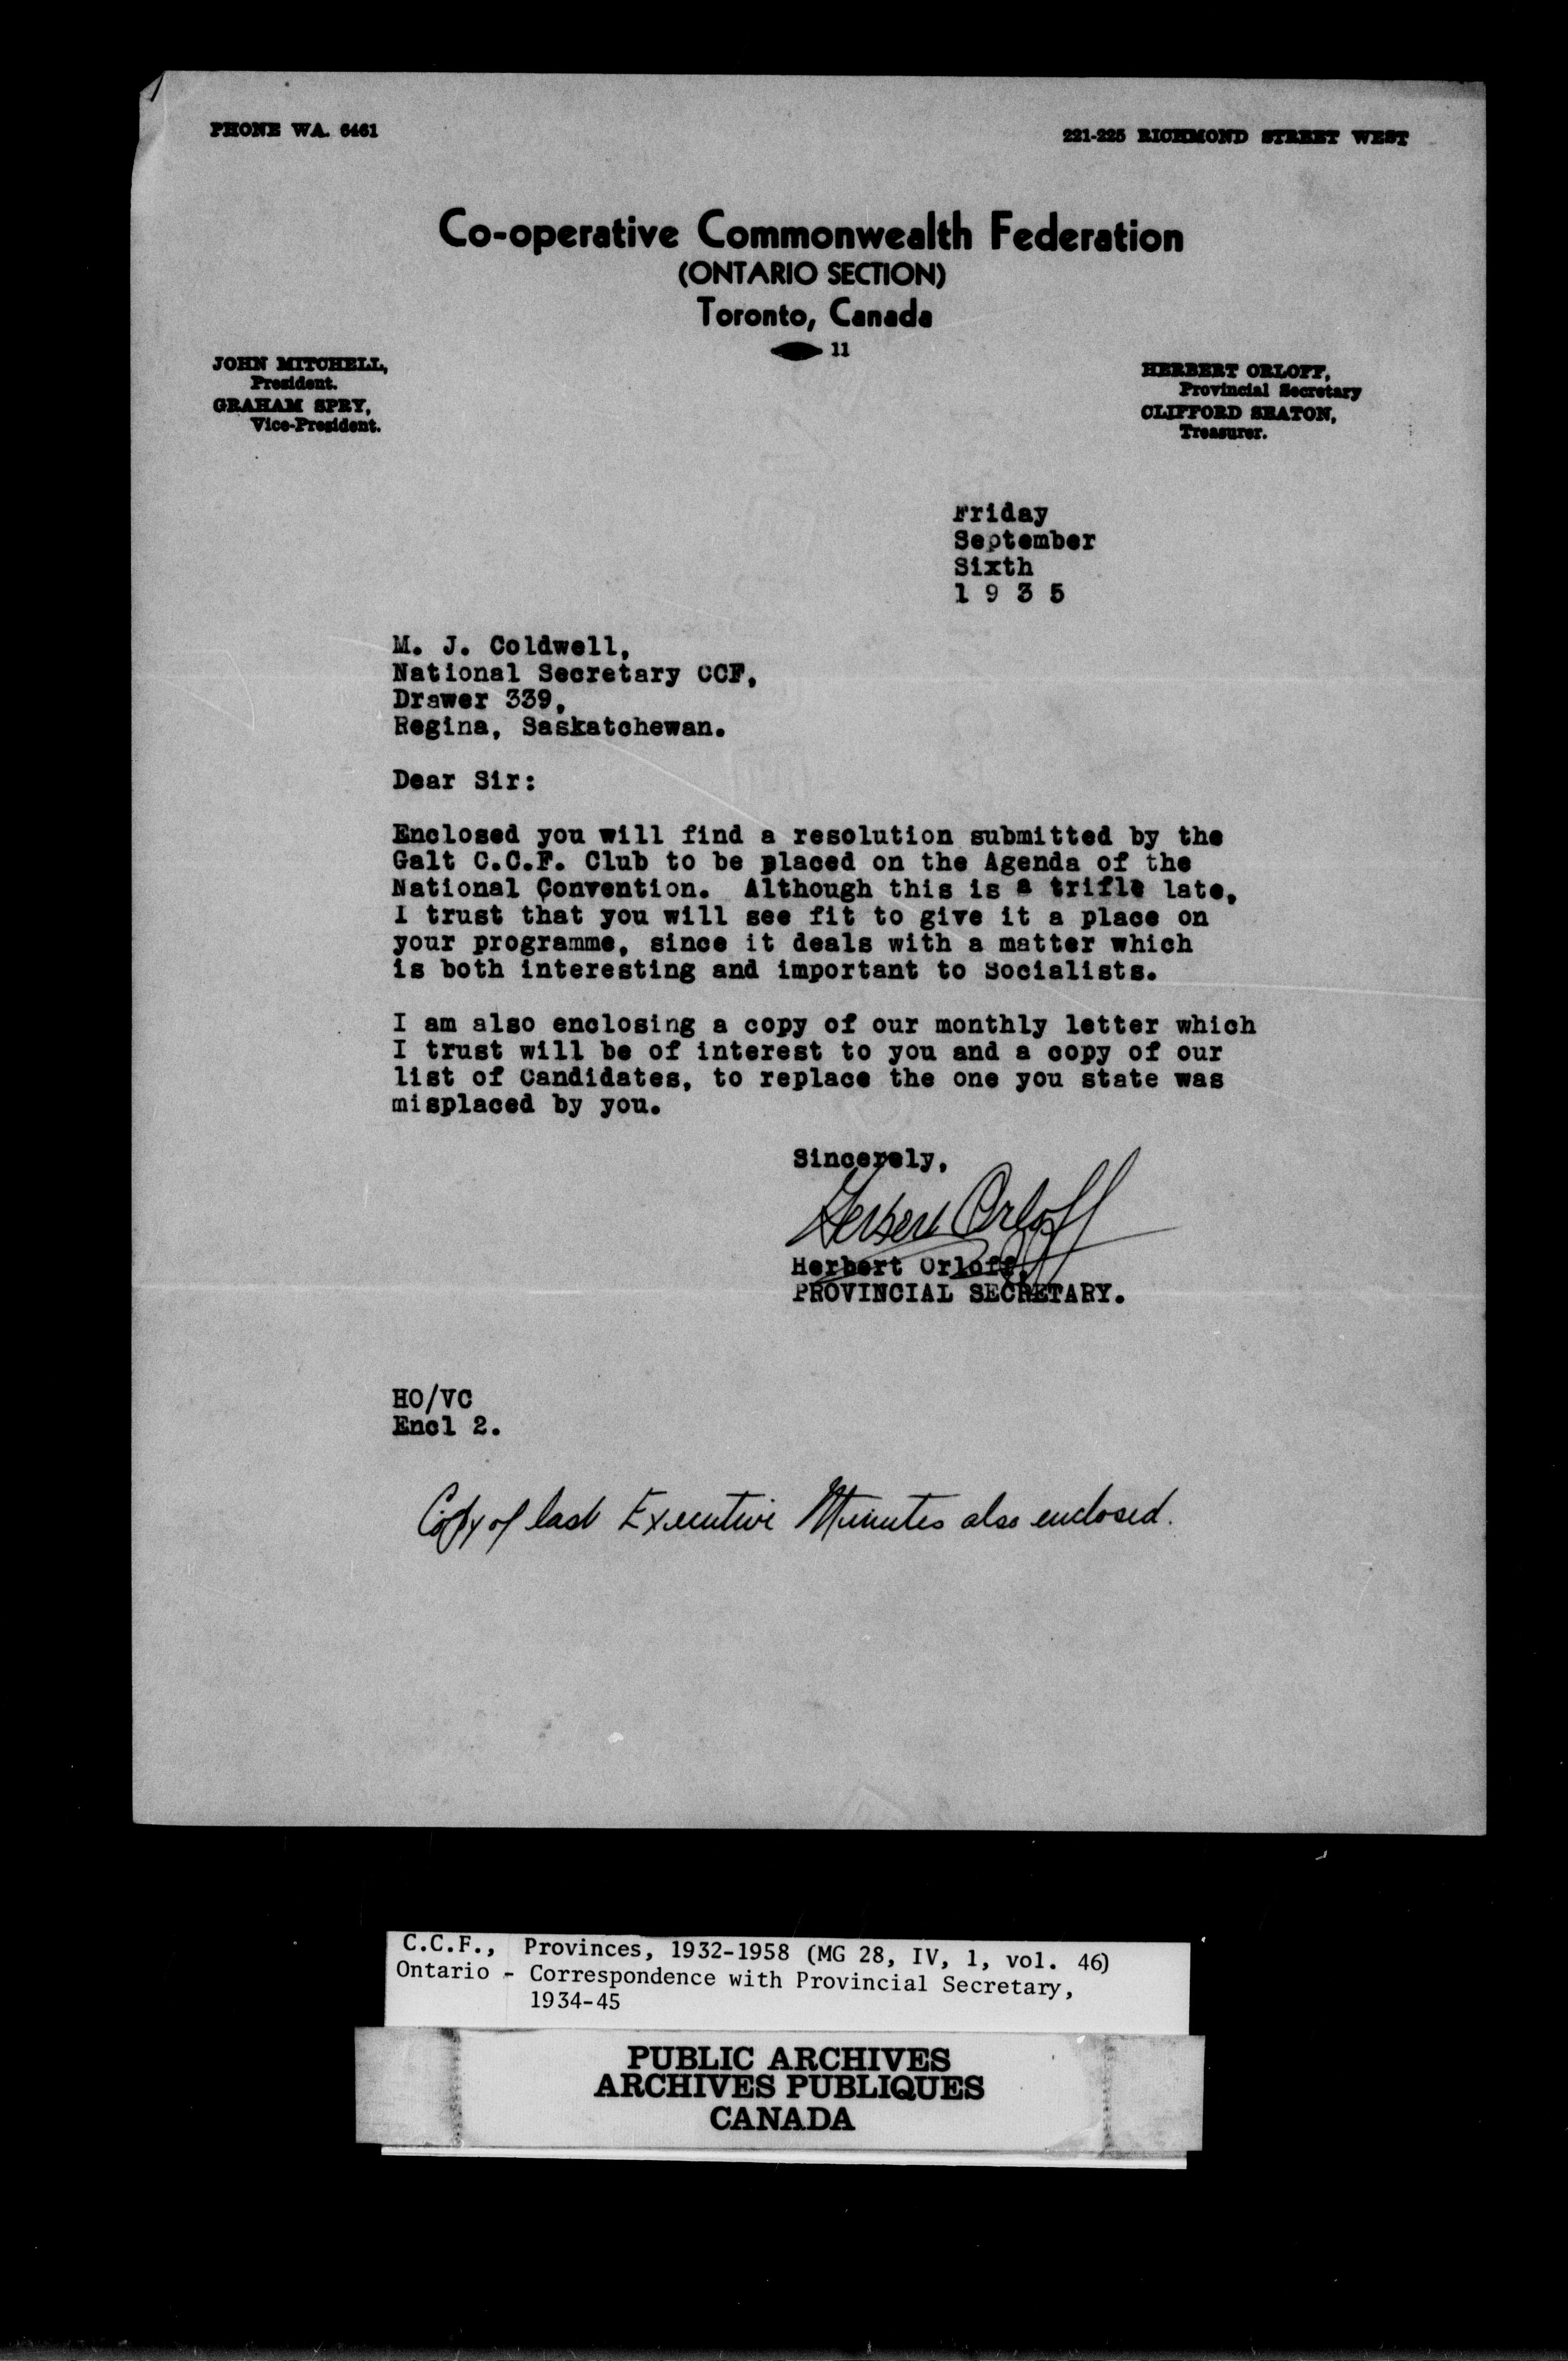 PHONE WA. 6461
221-225 RICHMOND STREET WEST
Co-operative Commonwealth Federation
(ONTARIO SECTION)
Toronto, Canada
11
JOHN MITCHELL,
President.
GRAHAM SPRY,
Vice-President.
HERBERT ORLOFF,
Provincial Secretary
CLIFFORD SEATON,
Treasurer.
Friday
September
Sixth
1 9 3 5
M. J. Coldwell,
National Secretary CCF,
Drawer 339,
Regina, Saskatchewan.
Dear Sir:
Enclosed you will find a resolution submitted by the
Galt C.C.F. Club to be placed on the Agenda of the
National Convention. Although this is a trifle late,
I trust that you will see fit to give it a place on
your programme, since it deals with a matter which
is both interesting and important to Socialists.
I am also enclosing a copy of our monthly letter which
I trust will be of interest to you and a copy of our
list of Candidates, to replace the one you state was
misplaced by you.
Sincerely,
Herbert Orloff
Herbert Orloff,
PROVINCIAL SECRETARY.
HO/VC
Encl 2.
Copy of last Executive Minutes also enclosed.
C.C.F., Provinces, 1932-1958 (MG 28, IV, 1, vol. 46)
Ontario - Correspondence with Provincial Secretary,
1934-45
PUBLIC ARCHIVES
ARCHIVES PUBLIQUES
CANADA